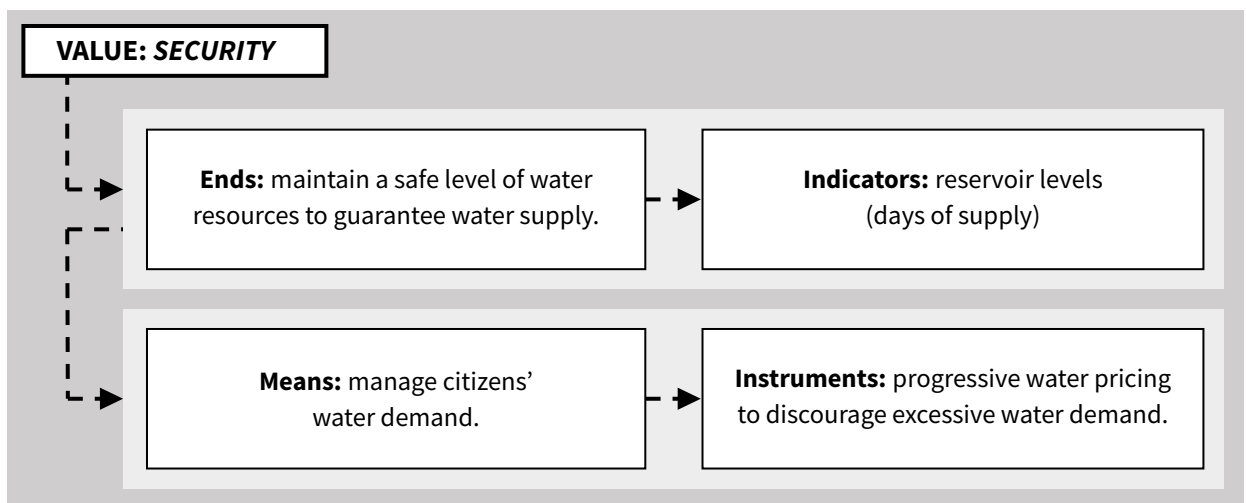 VALUE: SECURITY
Ends: maintain a safe level of water
resources to guarantee water supply.
Indicators: reservoir levels
(days of supply)
Means: manage citizens’
water demand.
Instruments: progressive water pricing
to discourage excessive water demand.